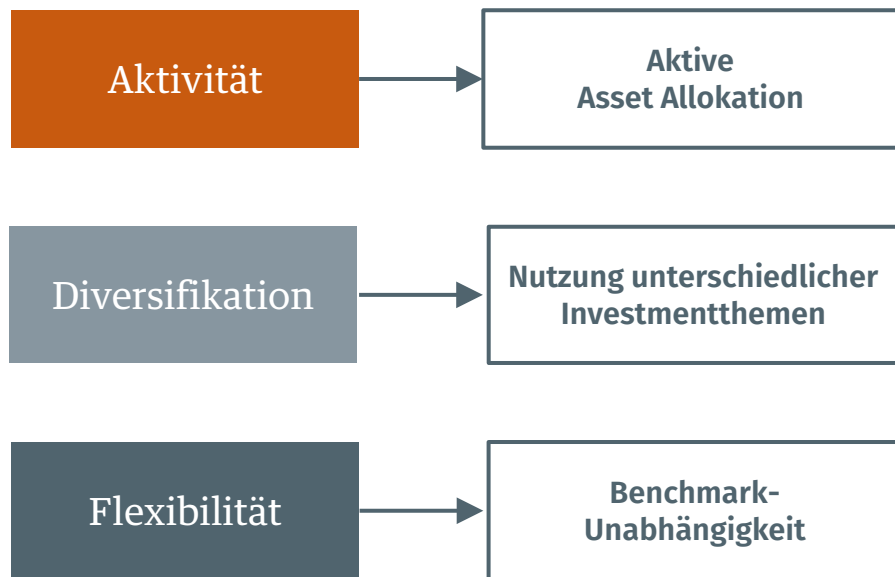 Aktivität
Aktive
Asset Allokation
Diversifikation
Nutzung unterschiedlicher
Investmentthemen
Flexibilität
Benchmark-
Unabhängigkeit